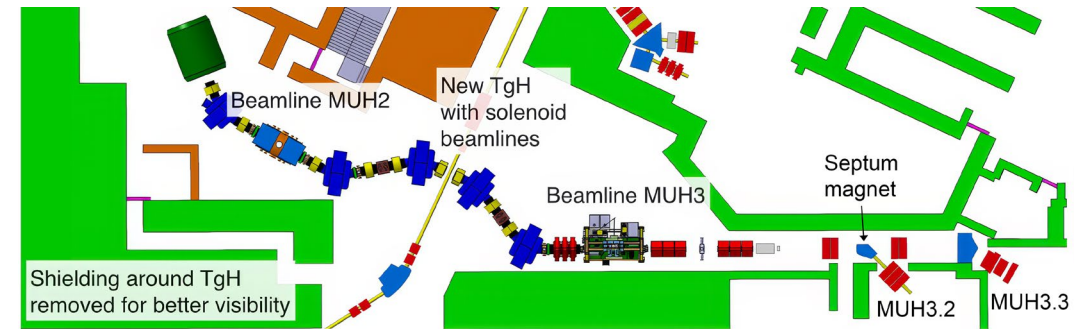 Beamline MUH2
New TgH
with solenoid
beamlines
Beamline MUH3
Septum
magnet
Shielding around TgH
removed for better visibility
MUH3.2
MUH3.3